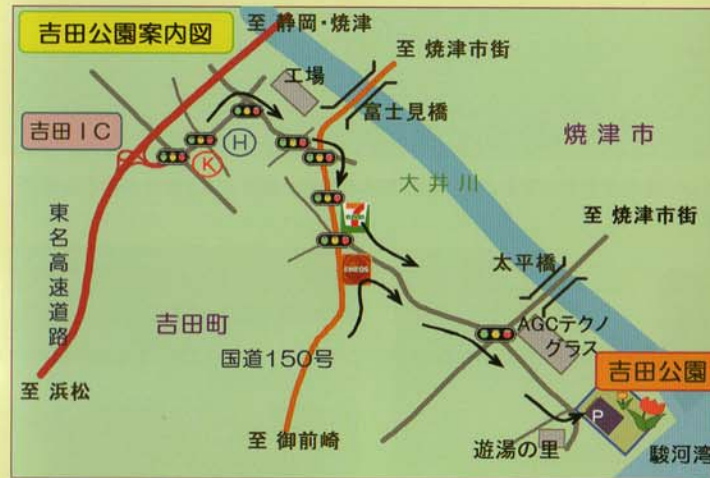 吉田公園案内図
至 静岡・焼津
至 焼津市街
工場
富士見橋
吉田IC
H
K
焼津市
大井川
至 焼津市街
東名高速道路
7
ELEVEN
太平橋
ENEOS
吉田町
AGCテクノ
グラス
国道150号
吉田公園
至 浜松
P
至 御前崎
遊湯の里
駿河湾